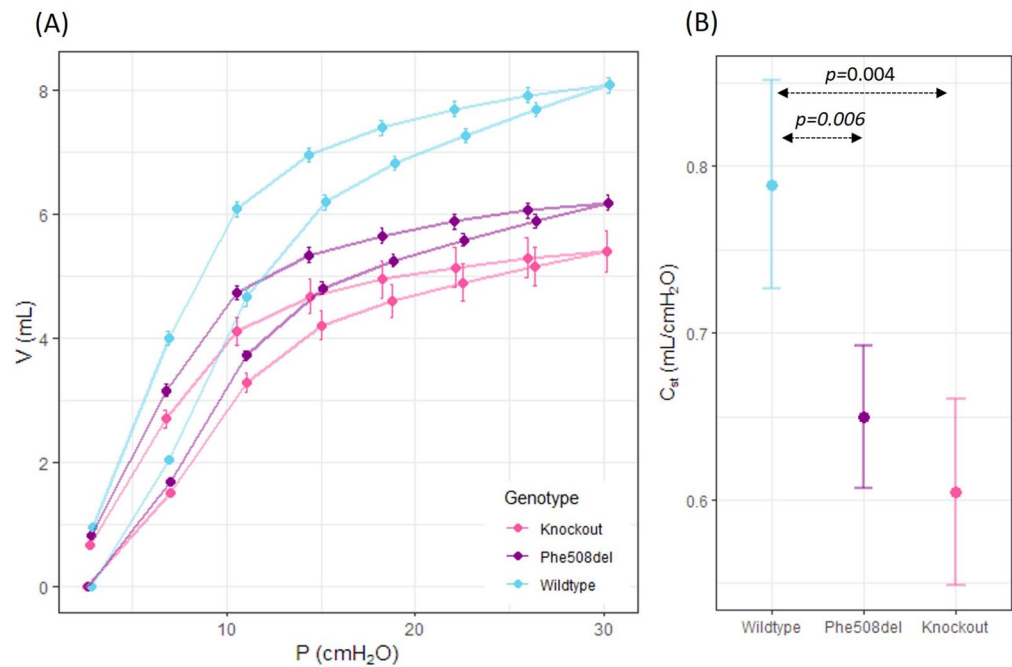 (A)
V (mL)
8
6
4
2
0
10
20
30
P (cmH₂O)
Genotype
Knockout
Phe508del
Wildtype
(B)
p=0.004
p=0.006
Cst (mL/cmH₂O)
0.8
0.7
0.6
Wildtype Phe508del Knockout